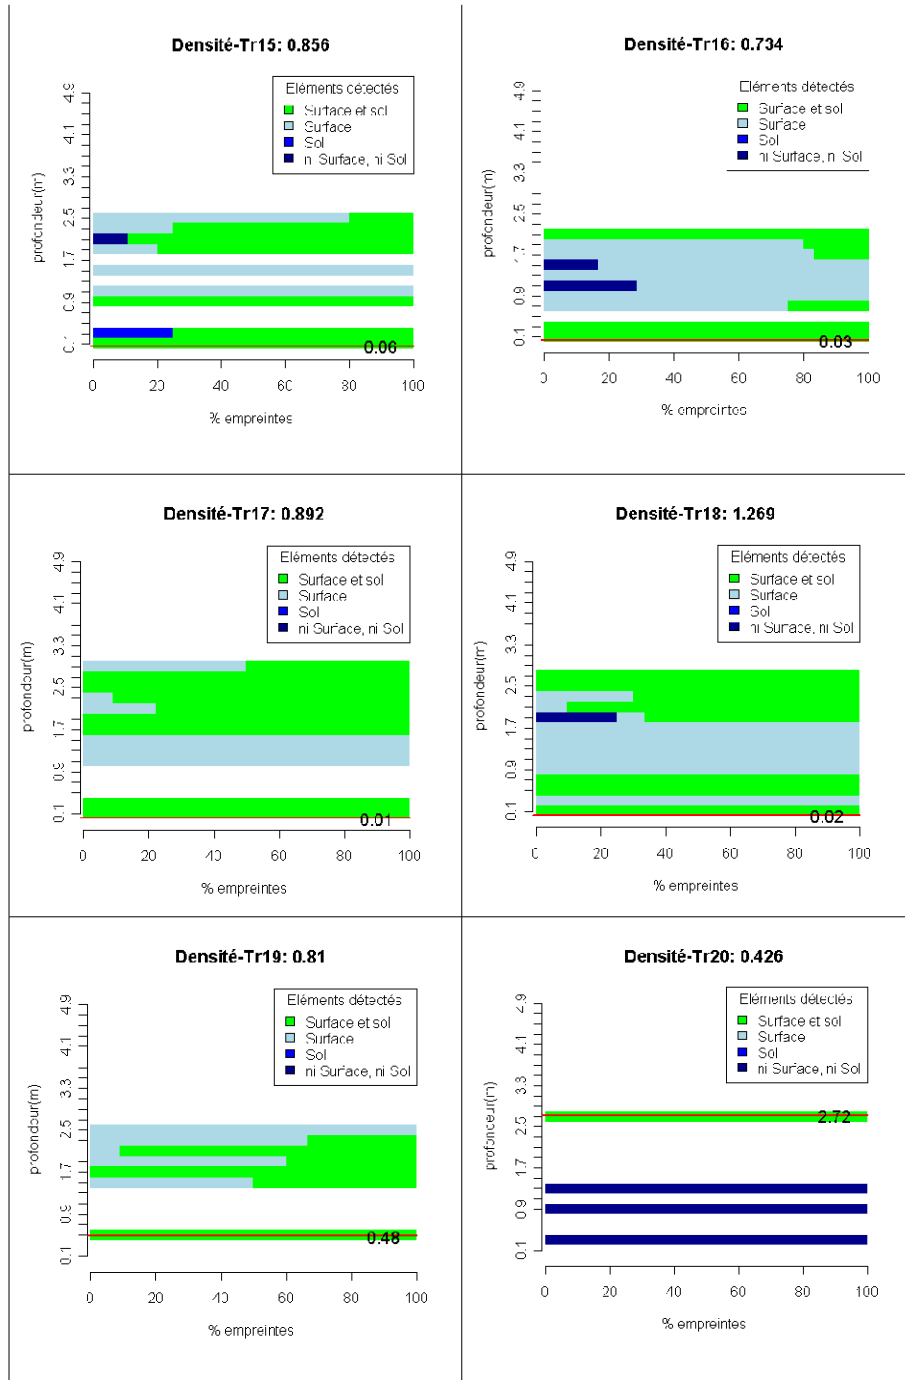 Densité-Tr15: 0.856
Eléments détectés
Surface et sol
Surface
Sol
ni Surface, ni Sol
profondeur(m)
4.9
4.1
3.3
2.5
1.7
0.9
0.1
0.06
0 20 40 60 80 100
% empreintes
Densité-Tr16: 0.734
Eléments détectés
Surface et sol
Surface
Sol
ni Surface, ni Sol
profondeur(m)
4.9
4.1
3.3
2.5
1.7
0.9
0.1
0.03
0 20 40 60 80 100
% empreintes
Densité-Tr17: 0.892
Eléments détectés
Surface et sol
Surface
Sol
ni Surface, ni Sol
profondeur(m)
4.9
4.1
3.3
2.5
1.7
0.9
0.1
0.01
0 20 40 60 80 100
% empreintes
Densité-Tr18: 1.269
Eléments détectés
Surface et sol
Surface
Sol
ni Surface, ni Sol
profondeur(m)
4.9
4.1
3.3
2.5
1.7
0.9
0.1
0.02
0 20 40 60 80 100
% empreintes
Densité-Tr19: 0.81
Eléments détectés
Surface et sol
Surface
Sol
ni Surface, ni Sol
profondeur(m)
4.9
4.1
3.3
2.5
1.7
0.9
0.1
0.48
0 20 40 60 80 100
% empreintes
Densité-Tr20: 0.426
Eléments détectés
Surface et sol
Surface
Sol
ni Surface, ni Sol
profondeur(m)
4.9
4.1
3.3
2.5
1.7
0.9
0.1
2.72
0 20 40 60 80 100
% empreintes